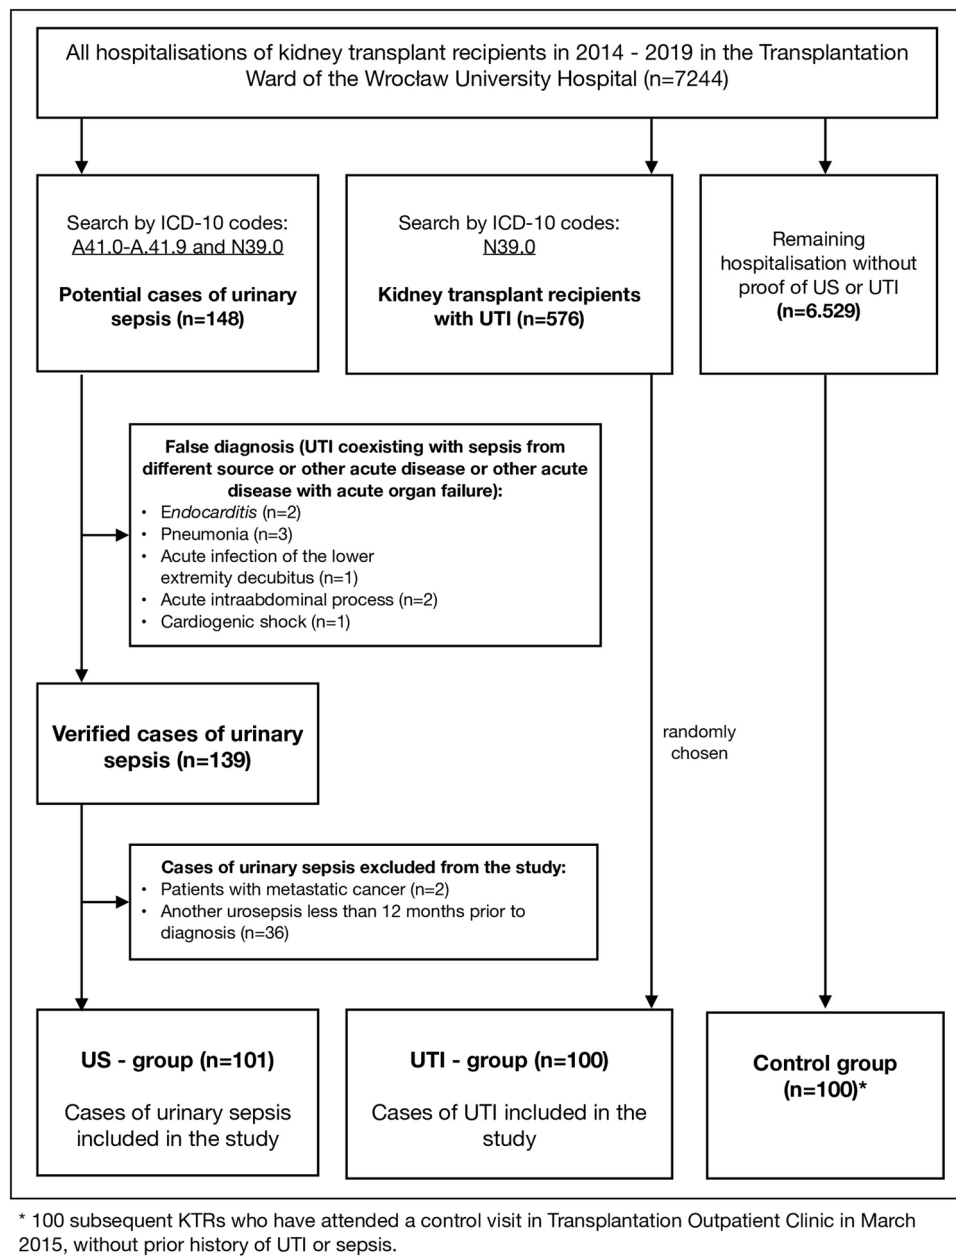 All hospitalisations of kidney transplant recipients in 2014 - 2019 in the Transplantation
Ward of the Wrocław University Hospital (n=7244)
Search by ICD-10 codes:
A41.0-A.41.9 and N39.0
Potential cases of urinary
sepsis (n=148)
Search by ICD-10 codes:
N39.0
Kidney transplant recipients
with UTI (n=576)
Remaining
hospitalisation without
proof of US or UTI
(n=6.529)
False diagnosis (UTI coexisting with sepsis from
different source or other acute disease or other acute
disease with acute organ failure):
• Endocarditis (n=2)
• Pneumonia (n=3)
• Acute infection of the lower
extremity decubitus (n=1)
• Acute intraabdominal process (n=2)
• Cardiogenic shock (n=1)
Verified cases of urinary
sepsis (n=139)
randomly
chosen
Cases of urinary sepsis excluded from the study:
• Patients with metastatic cancer (n=2)
• Another urosepsis less than 12 months prior to
diagnosis (n=36)
US - group (n=101)
Cases of urinary sepsis
included in the study
UTI - group (n=100)
Cases of UTI included in the
study
Control group
(n=100)*
* 100 subsequent KTRs who have attended a control visit in Transplantation Outpatient Clinic in March
2015, without prior history of UTI or sepsis.